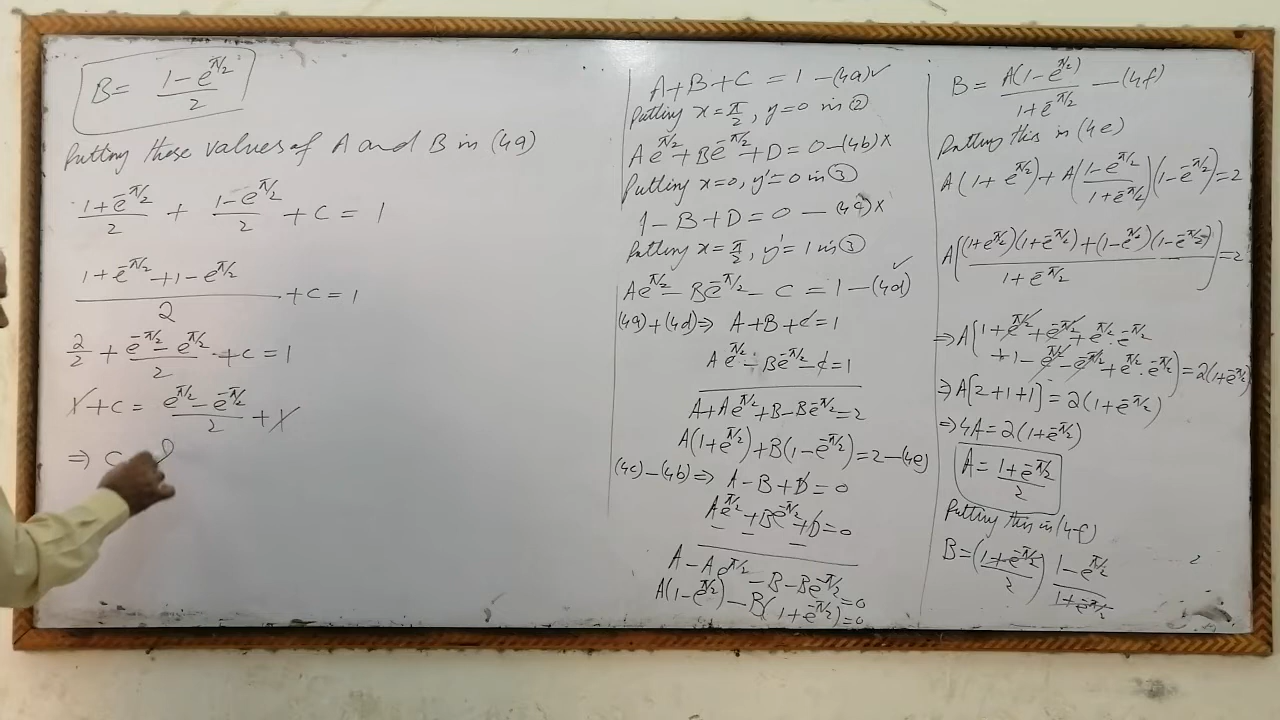 B = (1-e^{π/2})/2
Putting these values of A and B in (4a)
(1+e^{-π/2})/2 + (1-e^{π/2})/2 + C = 1
(1+e^{-π/2}+1-e^{π/2})/2 + C = 1
2/2 + (e^{-π/2}-e^{π/2})/2 + C = 1
1 + C = (e^{π/2}-e^{-π/2})/2 + 1
⇒ C
A+B+C = 1 —(4a)✓
Putting x=π/2, y=0 in ②
Ae^{π/2}+Be^{-π/2}+D=0—(4b)×
Putting x=0, y'=0 in ③
A-B+D=0 —(4c)×
Putting x=π/2, y'=1 in ③
Ae^{π/2}-Be^{-π/2}-C=1—(4d)✓
(4a)+(4d)⇒ A+B+C=1
Ae^{π/2}-Be^{-π/2}-C=1
A+Ae^{π/2}+B-Be^{-π/2}=2
A(1+e^{π/2})+B(1-e^{-π/2})=2—(4e)
(4c)-(4b)⇒ A-B+D=0
Ae^{π/2}+Be^{-π/2}+D=0
- - -
A-Ae^{π/2}-B-Be^{-π/2}=0
A(1-e^{π/2})-B(1+e^{-π/2})=0
B = A(1-e^{π/2})/(1+e^{-π/2}) —(4f)
Putting this in (4e)
A(1+e^{π/2})+A((1-e^{π/2})/(1+e^{-π/2}))(1-e^{-π/2})=2
A[((1+e^{π/2})(1+e^{-π/2})+(1-e^{π/2})(1-e^{-π/2}))/(1+e^{-π/2})]=2
⇒A[1+e^{π/2}+e^{-π/2}+e^{π/2}.e^{-π/2}
+1-e^{π/2}-e^{-π/2}+e^{π/2}.e^{-π/2}]=2(1+e^{-π/2})
⇒A[2+1+1]=2(1+e^{-π/2})
⇒4A=2(1+e^{-π/2})
A=(1+e^{-π/2})/2
Putting this in (4f)
B=((1+e^{-π/2})/2) (1-e^{π/2})/(1+e^{-π/2})